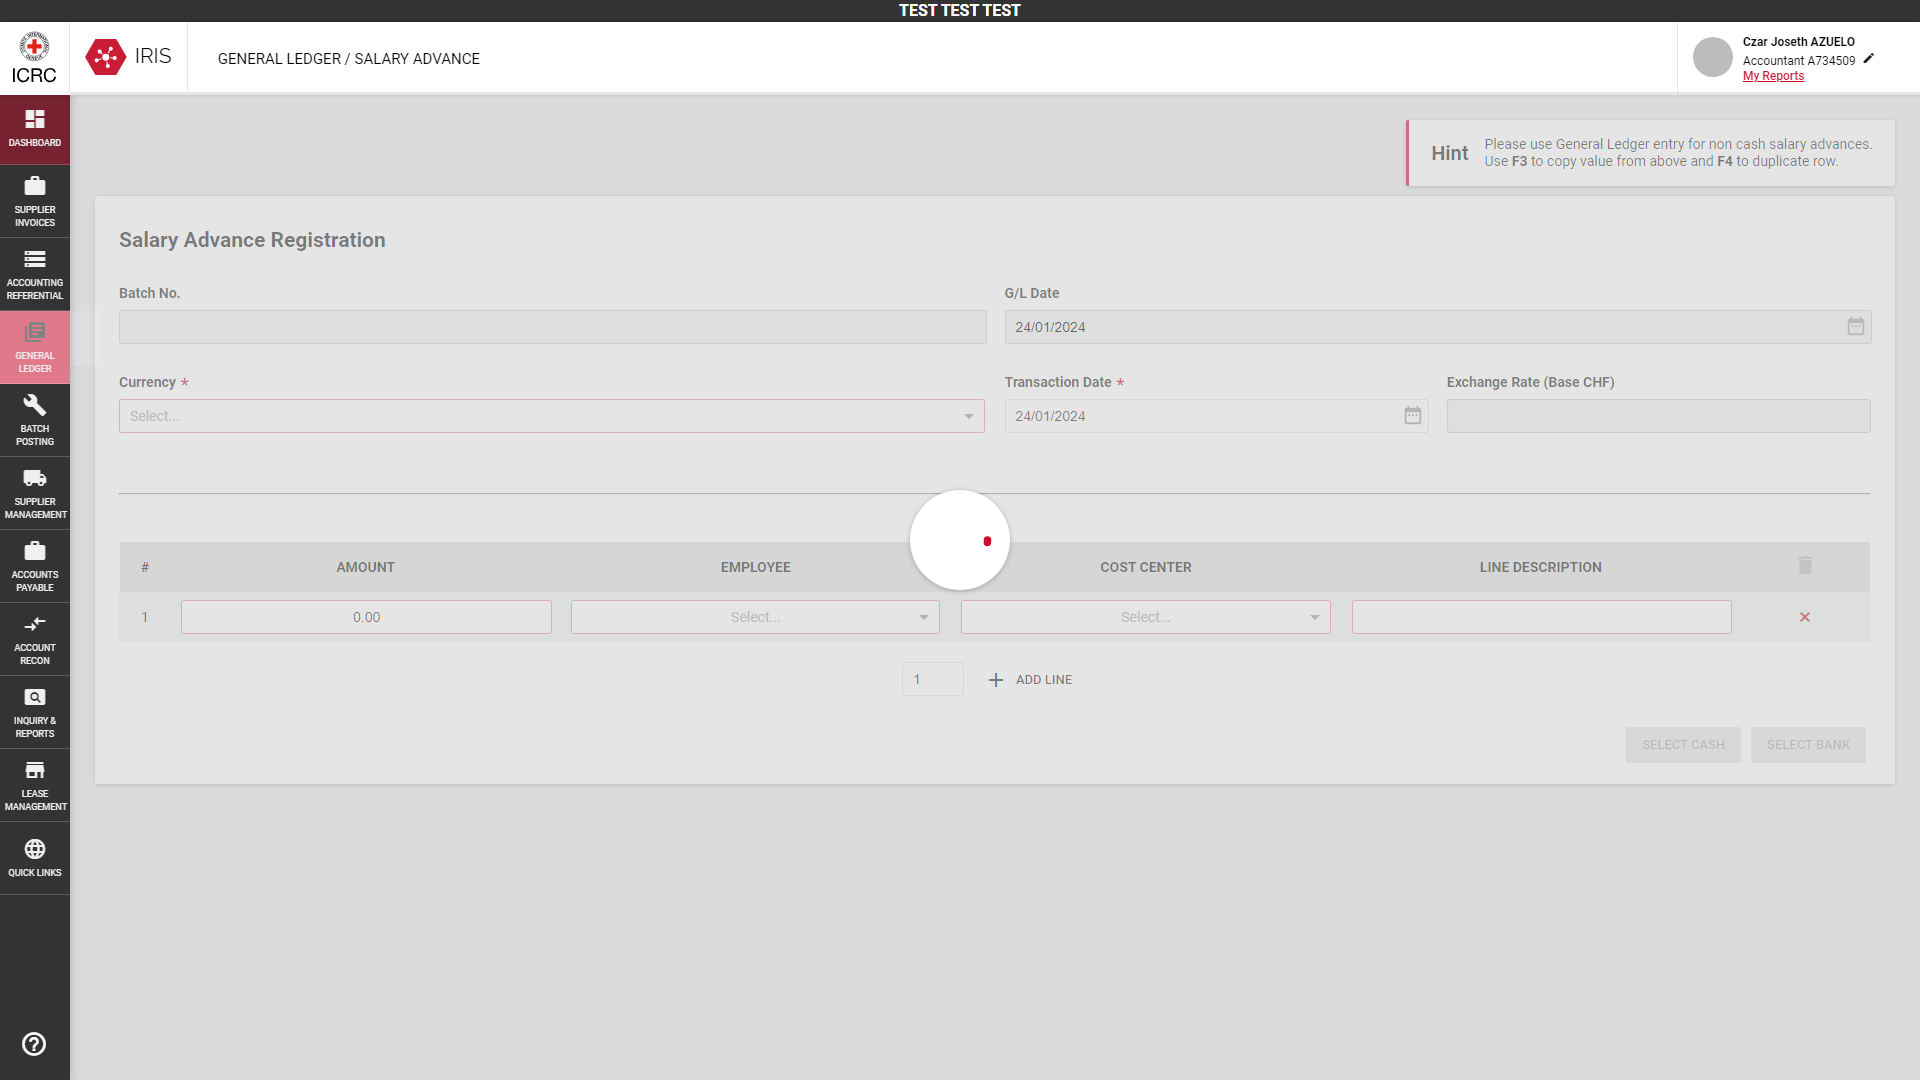 TEST TEST TEST
ICRC
IRIS
GENERAL LEDGER / SALARY ADVANCE
Czar Joseth AZUELO
Accountant A734509
My Reports
DASHBOARD
SUPPLIER
INVOICES
ACCOUNTING
REFERENTIAL
GENERAL
LEDGER
BATCH
POSTING
SUPPLIER
MANAGEMENT
ACCOUNTS
PAYABLE
ACCOUNT
RECON
INQUIRY &
REPORTS
LEASE
MANAGEMENT
QUICK LINKS
Hint
Please use General Ledger entry for non cash salary advances.
Use F3 to copy value from above and F4 to duplicate row.
Salary Advance Registration
Batch No.
G/L Date
24/01/2024
Currency *
Transaction Date *
Exchange Rate (Base CHF)
Select...
24/01/2024
# AMOUNT EMPLOYEE COST CENTER LINE DESCRIPTION
1 0.00 Select... Select...
1 ADD LINE
SELECT CASH SELECT BANK